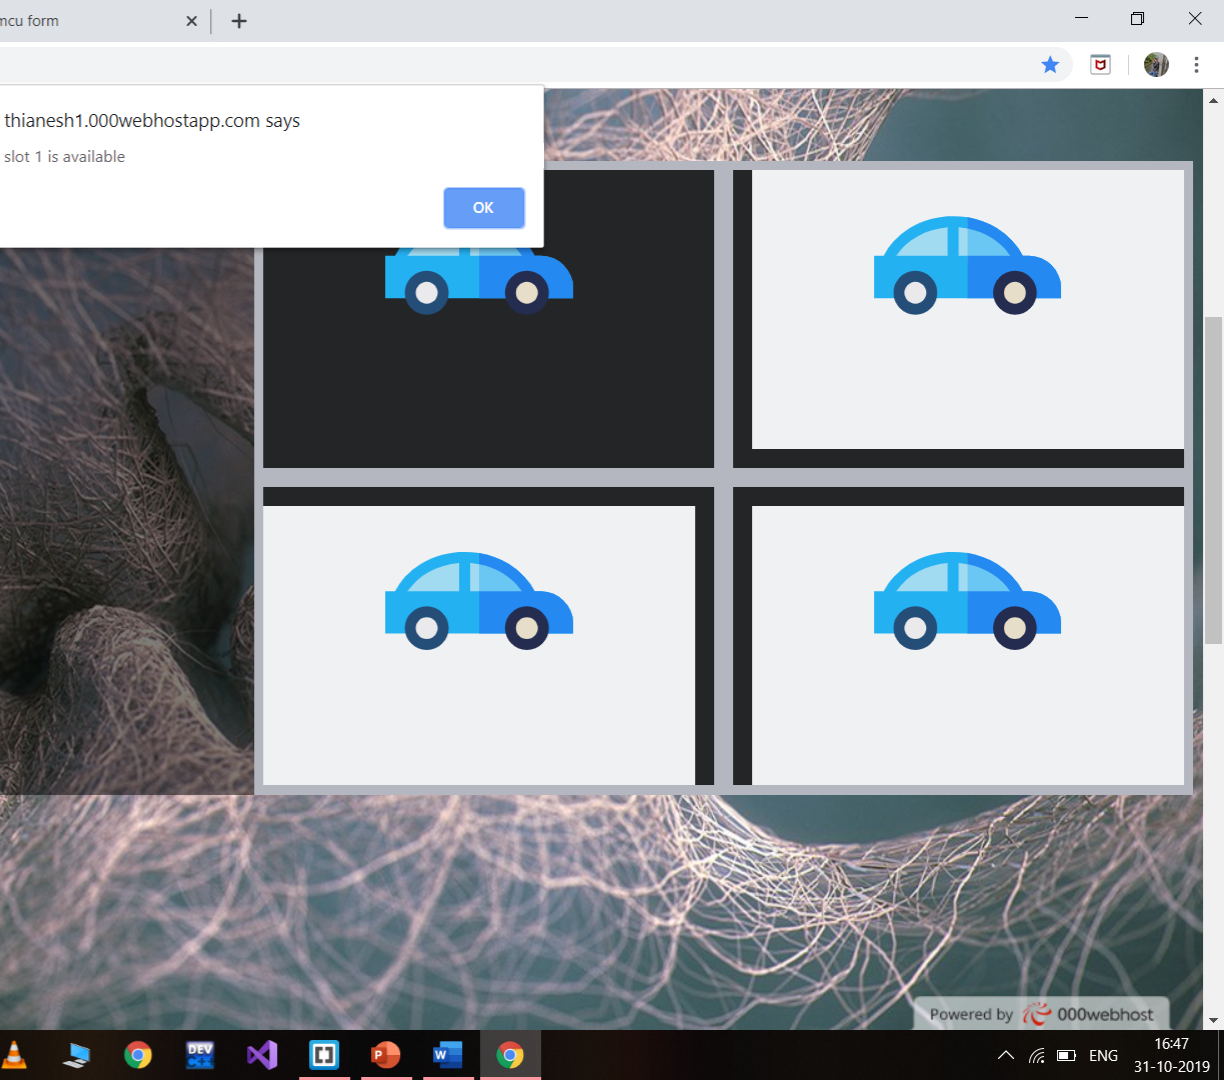 mcu form
thianesh1.000webhostapp.com says
slot 1 is available
OK
Powered by 000webhost
DEV
C++
P
W
ENG
16:47
31-10-2019